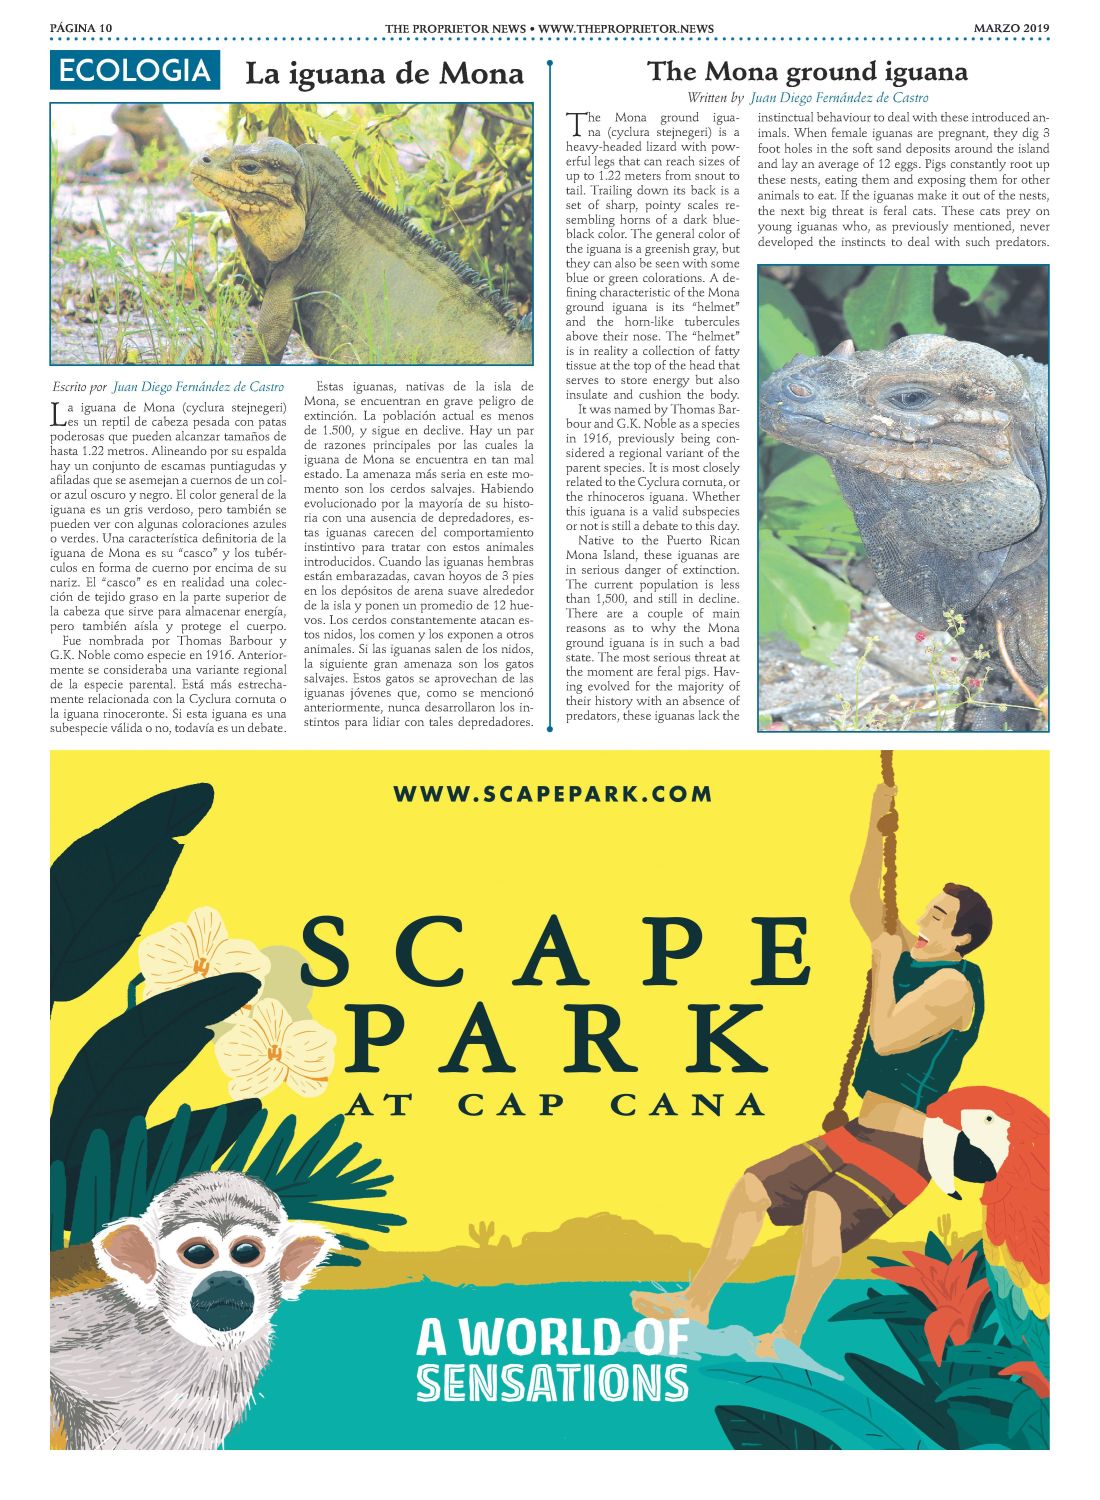 PÁGINA 10
THE PROPRIETOR NEWS • WWW.THEPROPRIETOR.NEWS
MARZO 2019
ECOLOGIA
La iguana de Mona
Escrito por Juan Diego Fernández de Castro
La iguana de Mona (cyclura stejnegeri)
es un reptil de cabeza pesada con patas
poderosas que pueden alcanzar tamaños de
hasta 1.22 metros. Alineando por su espalda
hay un conjunto de escamas puntiagudas y
afiladas que se asemejan a cuernos de un col-
or azul oscuro y negro. El color general de la
iguana es un gris verdoso, pero también se
pueden ver con algunas coloraciones azules
o verdes. Una característica definitoria de la
iguana de Mona es su “casco” y los tubér-
culos en forma de cuerno por encima de su
nariz. El “casco” es en realidad una colec-
ción de tejido graso en la parte superior de
la cabeza que sirve para almacenar energía,
pero también aísla y protege el cuerpo.
Fue nombrada por Thomas Barbour y
G.K. Noble como especie en 1916. Anterior-
mente se consideraba una variante regional
de la especie parental. Está más estrecha-
mente relacionada con la Cyclura cornuta o
la iguana rinoceronte. Si esta iguana es una
subespecie válida o no, todavía es un debate.
Estas iguanas, nativas de la isla de
Mona, se encuentran en grave peligro de
extinción. La población actual es menos
de 1.500, y sigue en declive. Hay un par
de razones principales por las cuales la
iguana de Mona se encuentra en tan mal
estado. La amenaza más seria en este mo-
mento son los cerdos salvajes. Habiendo
evolucionado por la mayoría de su histo-
ria con una ausencia de depredadores, es-
tas iguanas carecen del comportamiento
instintivo para tratar con estos animales
introducidos. Cuando las iguanas hembras
están embarazadas, cavan hoyos de 3 pies
en los depósitos de arena suave alrededor
de la isla y ponen un promedio de 12 hue-
vos. Los cerdos constantemente atacan es-
tos nidos, los comen y los exponen a otros
animales. Si las iguanas salen de los nidos,
la siguiente gran amenaza son los gatos
salvajes. Estos gatos se aprovechan de las
iguanas jóvenes que, como se mencionó
anteriormente, nunca desarrollaron los in-
stintos para lidiar con tales depredadores.
The Mona ground iguana
Written by Juan Diego Fernández de Castro
The Mona ground igua-
na (cyclura stejnegeri) is a
heavy-headed lizard with pow-
erful legs that can reach sizes of
up to 1.22 meters from snout to
tail. Trailing down its back is a
set of sharp, pointy scales re-
sembling horns of a dark blue-
black color. The general color of
the iguana is a greenish gray, but
they can also be seen with some
blue or green colorations. A de-
fining characteristic of the Mona
ground iguana is its “helmet”
and the horn-like tubercules
above their nose. The “helmet”
is in reality a collection of fatty
tissue at the top of the head that
serves to store energy but also
insulate and cushion the body.
It was named by Thomas Bar-
bour and G.K. Noble as a species
in 1916, previously being con-
sidered a regional variant of the
parent species. It is most closely
related to the Cyclura cornuta, or
the rhinoceros iguana. Whether
this iguana is a valid subspecies
or not is still a debate to this day.
Native to the Puerto Rican
Mona Island, these iguanas are
in serious danger of extinction.
The current population is less
than 1,500, and still in decline.
There are a couple of main
reasons as to why the Mona
ground iguana is in such a bad
state. The most serious threat at
the moment are feral pigs. Hav-
ing evolved for the majority of
their history with an absence of
predators, these iguanas lack the
instinctual behaviour to deal with these introduced an-
imals. When female iguanas are pregnant, they dig 3
foot holes in the soft sand deposits around the island
and lay an average of 12 eggs. Pigs constantly root up
these nests, eating them and exposing them for other
animals to eat. If the iguanas make it out of the nests,
the next big threat is feral cats. These cats prey on
young iguanas who, as previously mentioned, never
developed the instincts to deal with such predators.
WWW.SCAPEPARK.COM
SCAPE
PARK
AT CAP CANA
A WORLD OF
SENSATIONS